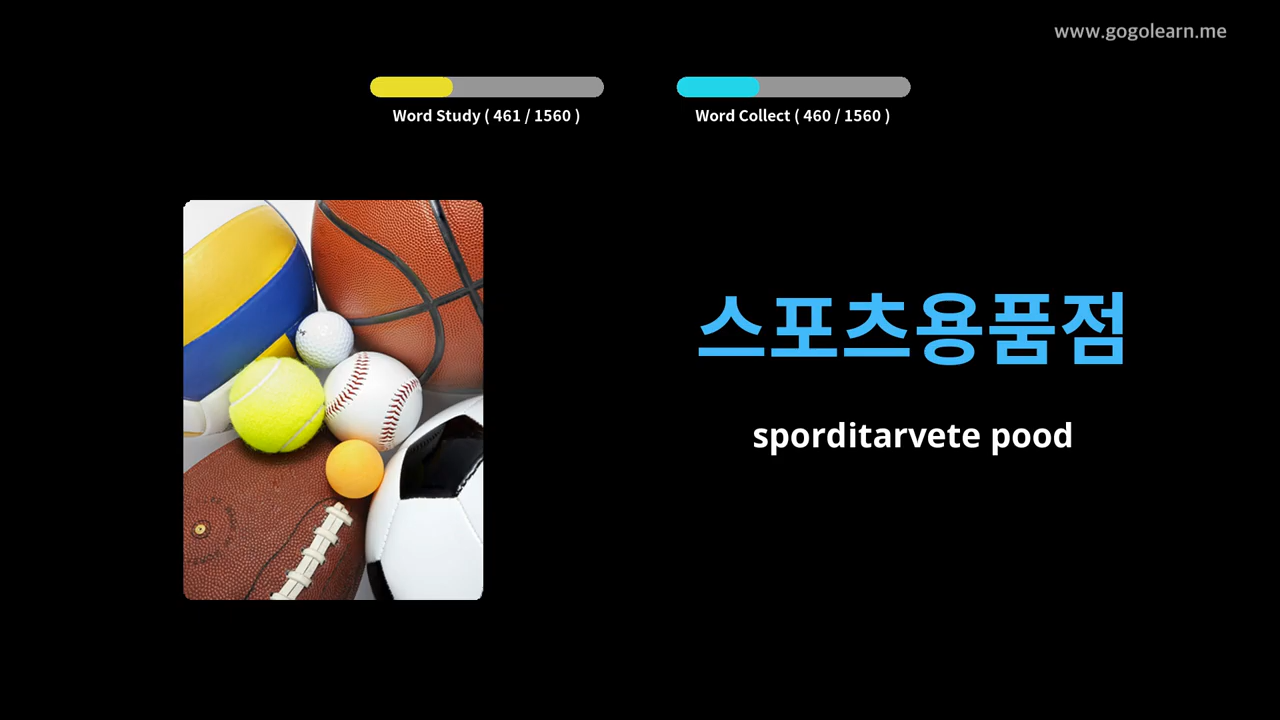 www.gogolearn.me
Word Study ( 461 / 1560 )
Word Collect ( 460 / 1560 )
스포츠용품점
sporditarvete pood